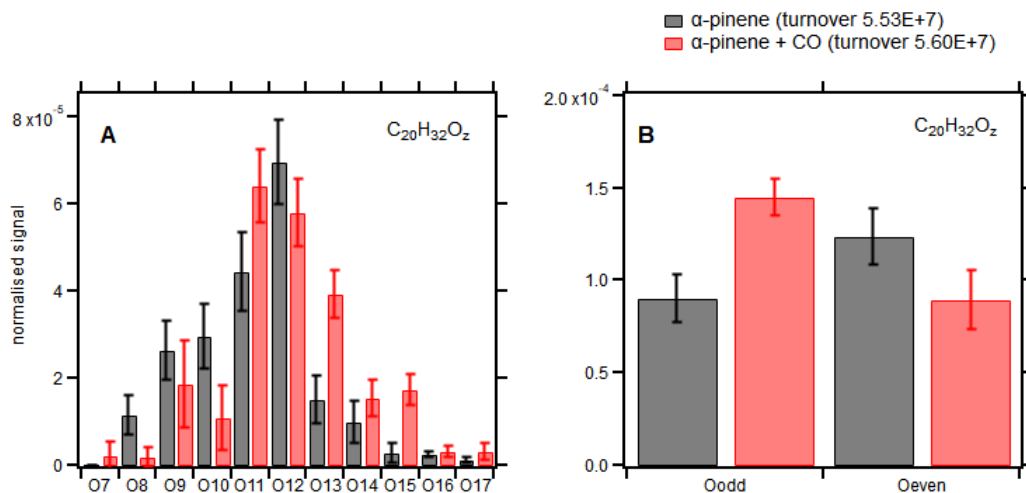 α-pinene (turnover 5.53E+7)
α-pinene + CO (turnover 5.60E+7)
A
C₂₀H₃₂O_z
8 x10⁻⁵
6
4
2
0
normalised signal
O7 O8 O9 O10 O11 O12 O13 O14 O15 O16 O17
B
C₂₀H₃₂O_z
2.0 x10⁻⁴
1.5
1.0
0.5
0.0
Oodd Oeven